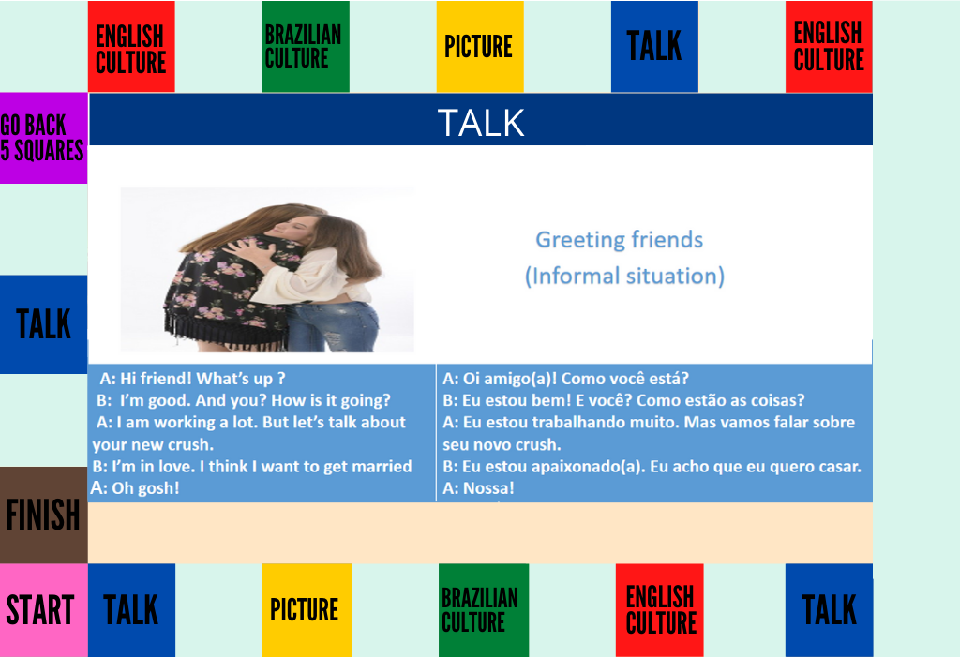 ENGLISH
CULTURE
BRAZILIAN
CULTURE
PICTURE
TALK
ENGLISH
CULTURE
GO BACK
5 SQUARES
TALK
Greeting friends
(Informal situation)
TALK
A: Hi friend! What's up ?
B: I'm good. And you? How is it going?
A: I am working a lot. But let's talk about
your new crush.
B: I'm in love. I think I want to get married
A: Oh gosh!
A: Oi amigo(a)! Como você está?
B: Eu estou bem! E você? Como estão as coisas?
A: Eu estou trabalhando muito. Mas vamos falar sobre
seu novo crush.
B: Eu estou apaixonado(a). Eu acho que eu quero casar.
A: Nossa!
FINISH
START
TALK
PICTURE
BRAZILIAN
CULTURE
ENGLISH
CULTURE
TALK